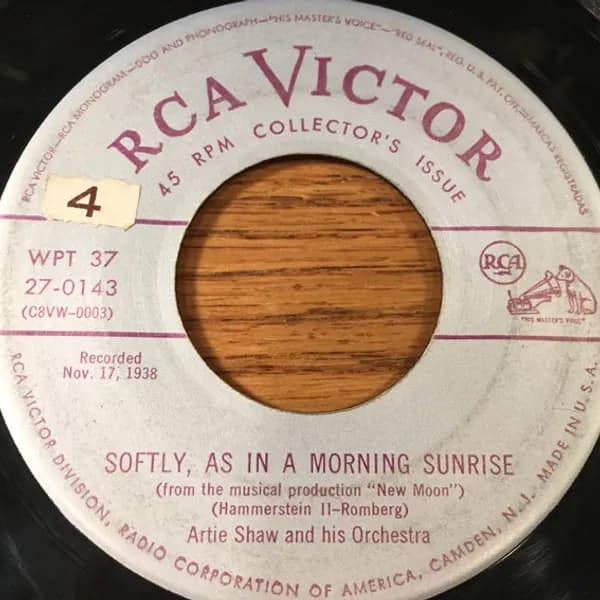 RCA VICTOR—RCA MONOGRAM—DOG AND PHONOGRAPH—"HIS MASTER'S VOICE"—"RED SEAL", REG. U. S. PAT. OFF.—MARCAS REGISTRADAS
RCA VICTOR
45 RPM COLLECTOR'S ISSUE
4
WPT 37
27-0143
(C8VW-0003)
RCA
"HIS MASTER'S VOICE"
Recorded
Nov. 17, 1938
SOFTLY, AS IN A MORNING SUNRISE
(from the musical production "New Moon")
(Hammerstein II-Romberg)
Artie Shaw and his Orchestra
RCA VICTOR DIVISION, RADIO CORPORATION OF AMERICA, CAMDEN, N. J. MADE IN U. S. A.